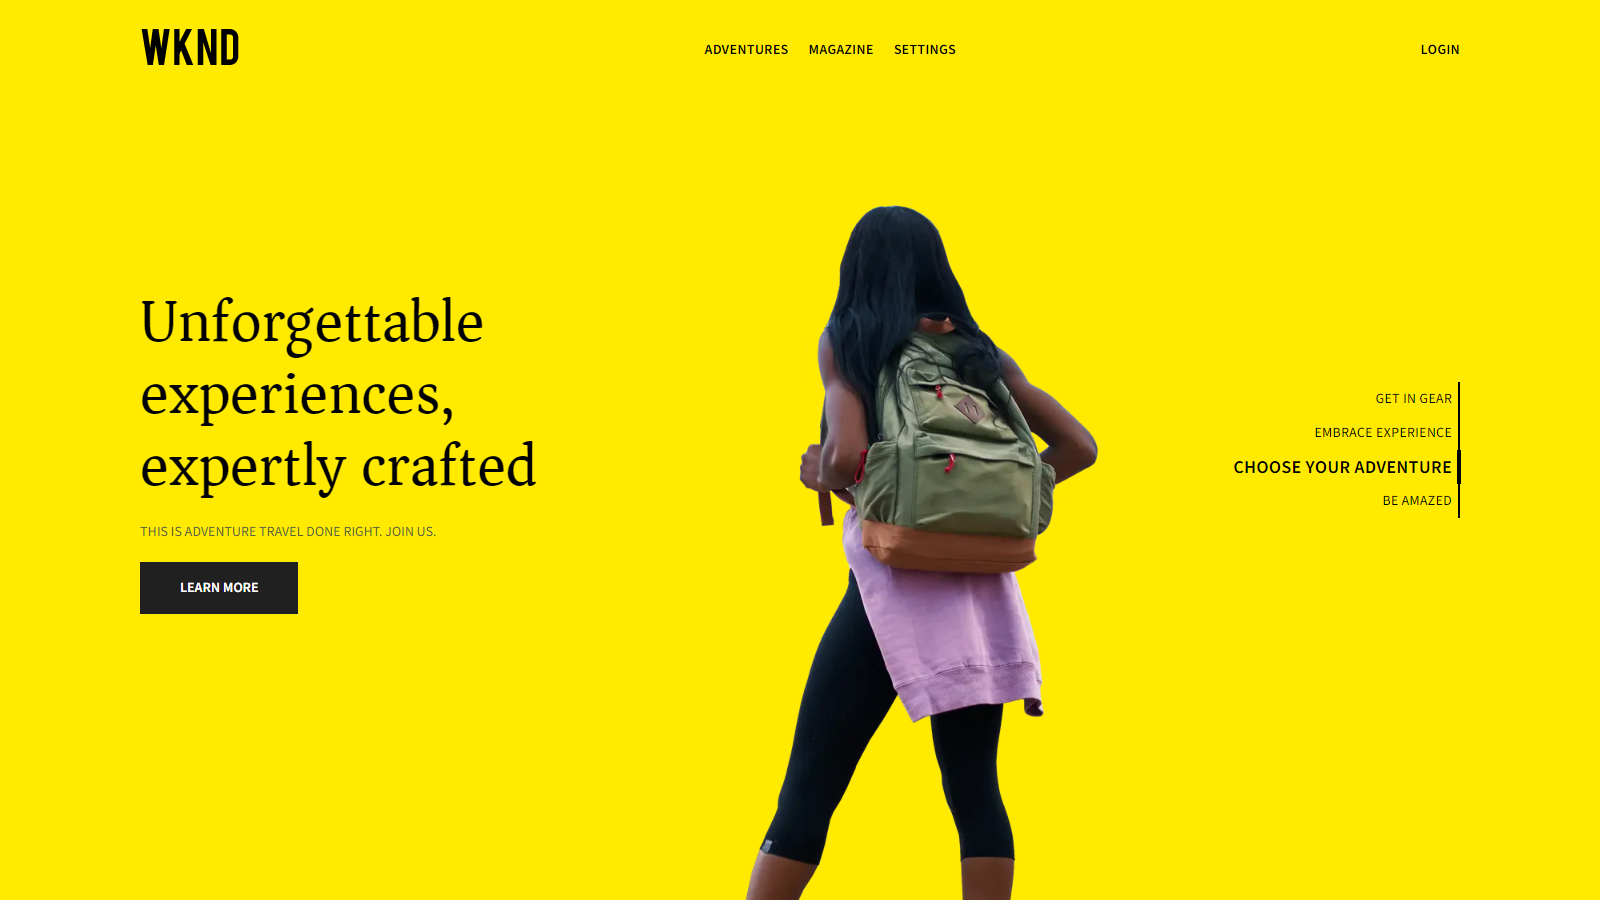 WKND
ADVENTURES MAGAZINE SETTINGS
LOGIN
Unforgettable
experiences,
expertly crafted
THIS IS ADVENTURE TRAVEL DONE RIGHT. JOIN US.
LEARN MORE
GET IN GEAR
EMBRACE EXPERIENCE
CHOOSE YOUR ADVENTURE
BE AMAZED